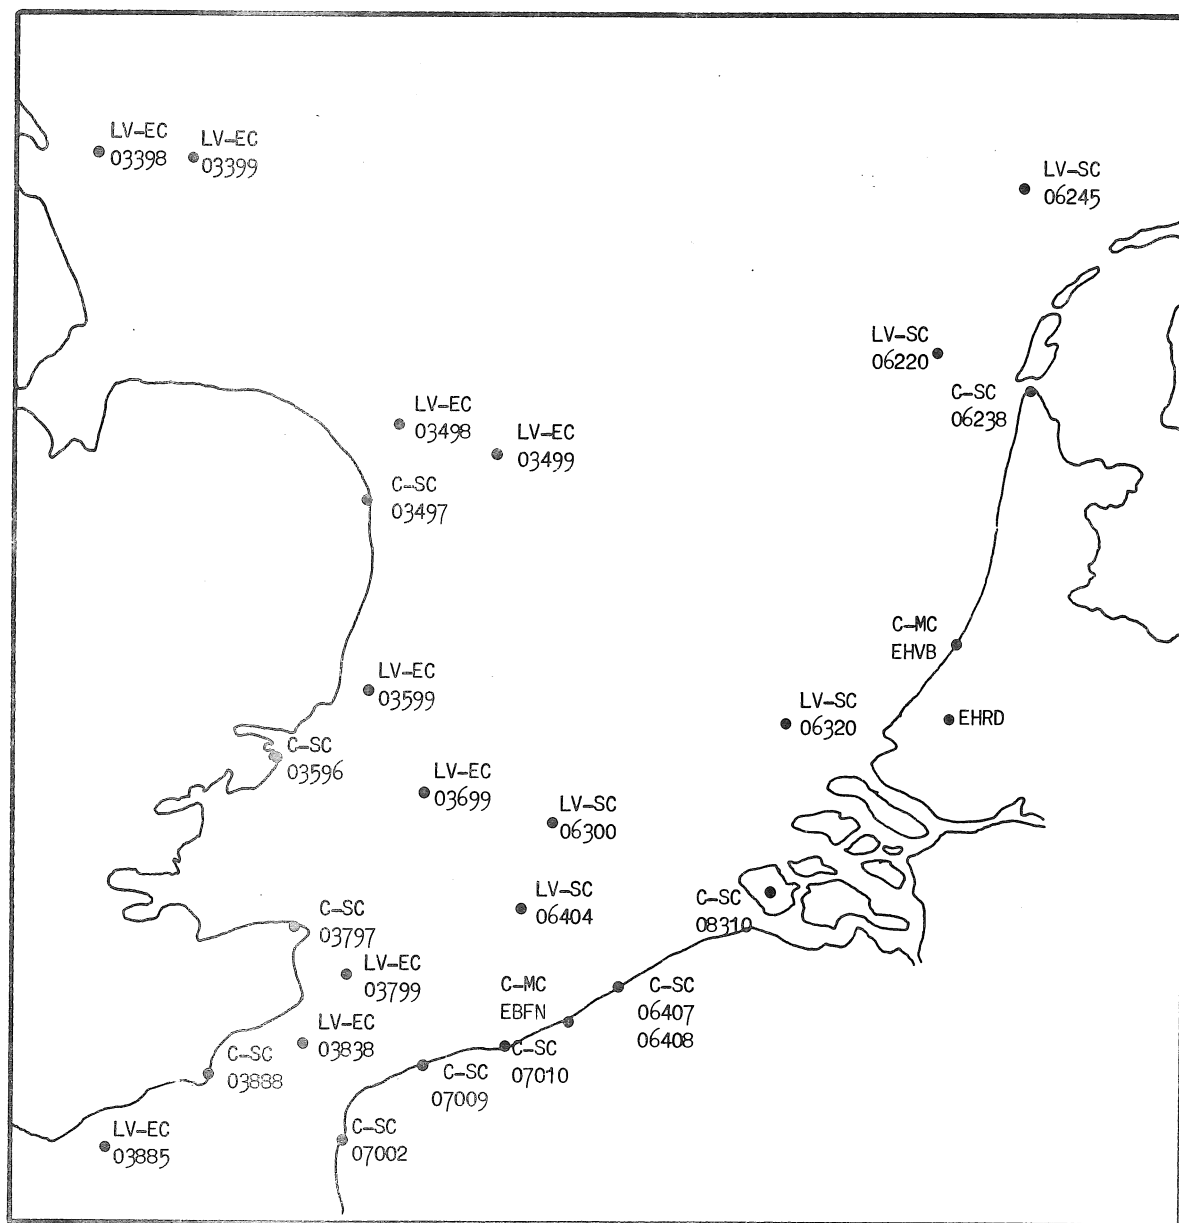 LV-EC
03398
LV-EC
03399
LV-SC
06245
LV-SC
06220
C-SC
06238
LV-EC
03498
LV-EC
03499
C-SC
03497
C-MC
EHVB
LV-EC
03599
LV-SC
06320
EHRD
C-SC
03596
LV-EC
03699
LV-SC
06300
LV-SC
06404
C-SC
08310
C-SC
03797
LV-EC
03799
C-MC
EBFN
C-SC
06407
06408
LV-EC
03838
C-SC
03888
C-SC
07010
C-SC
07009
LV-EC
03885
C-SC
07002